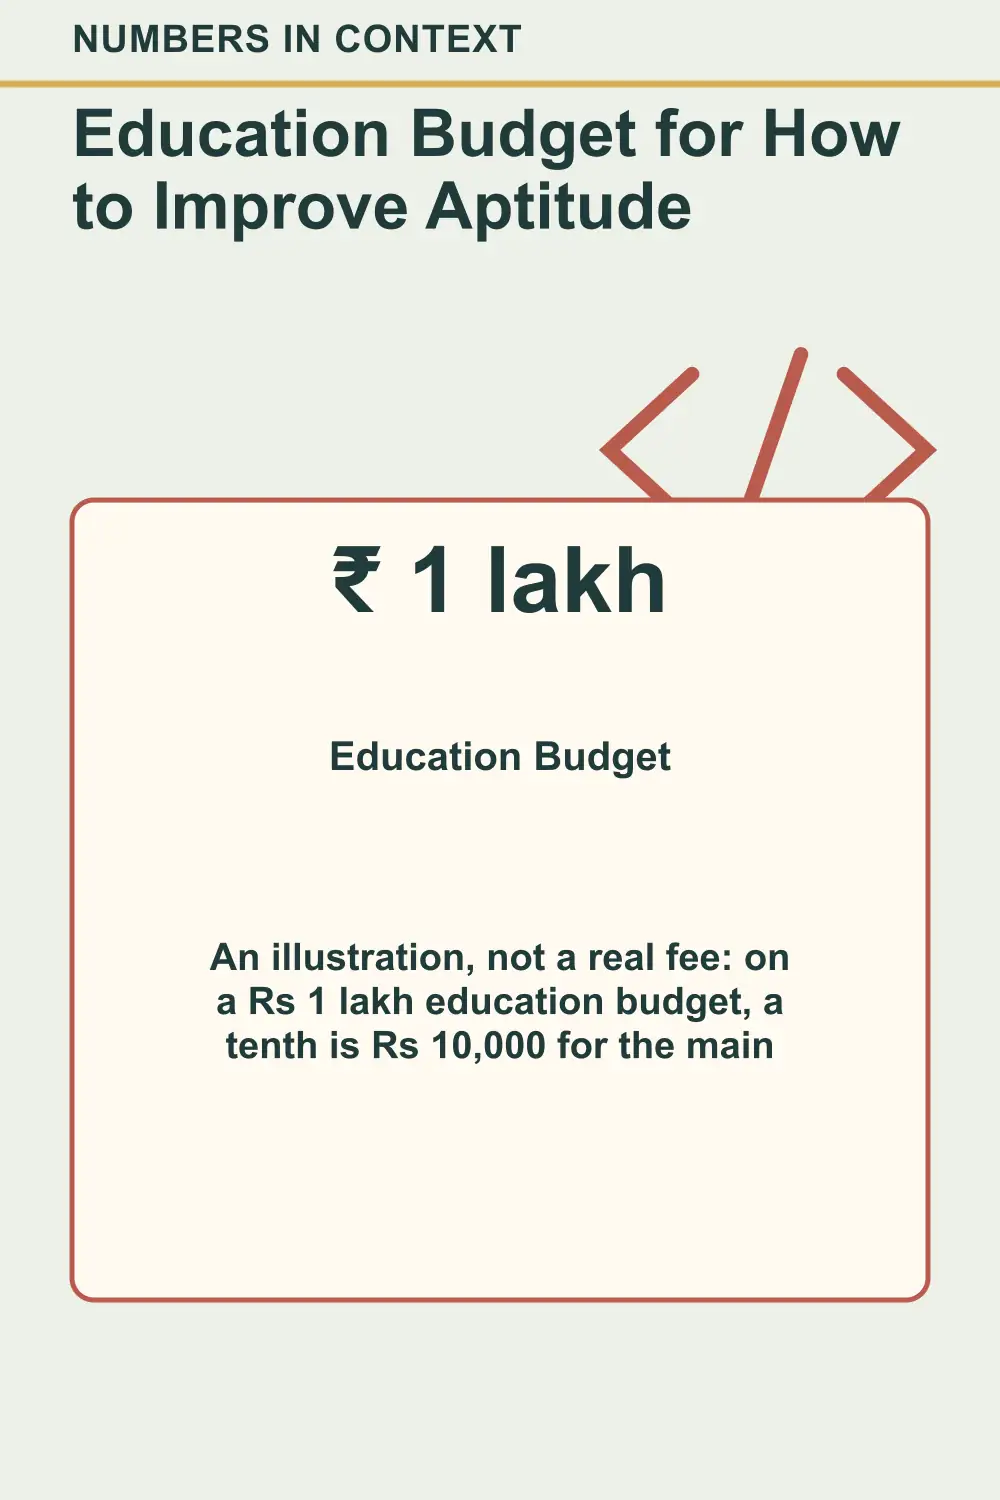 NUMBERS IN CONTEXT
Education Budget for How
to Improve Aptitude
₹ 1 lakh
Education Budget
An illustration, not a real fee: on
a Rs 1 lakh education budget, a
tenth is Rs 10,000 for the main